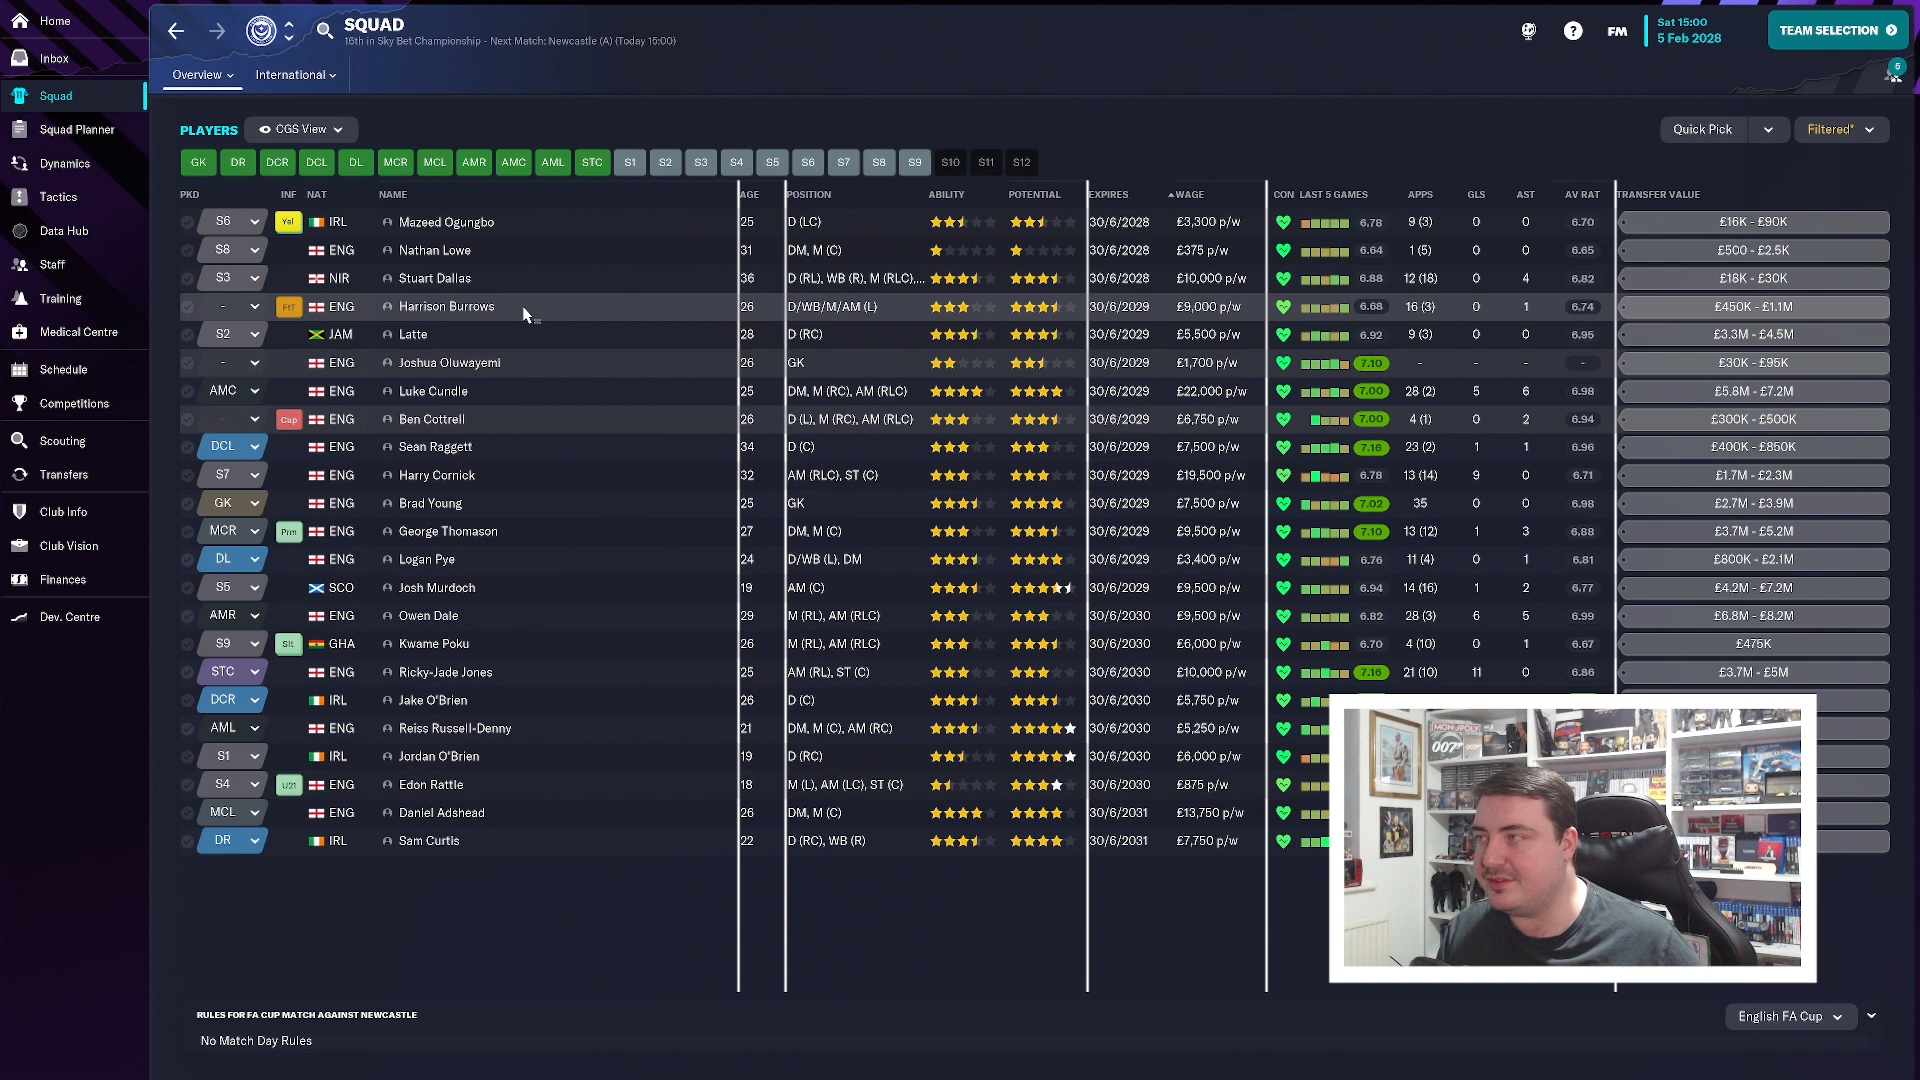 Home
Inbox
Squad
Squad Planner
Dynamics
Tactics
Data Hub
Staff
Training
Medical Centre
Schedule
Competitions
Scouting
Transfers
Club Info
Club Vision
Finances
Dev. Centre
SQUAD
16th in Sky Bet Championship - Next Match: Newcastle (A) (Today 15:00)
FM
Sat 15:00
5 Feb 2028
TEAM SELECTION
Overview International
5
PLAYERS CGS View Quick Pick Filtered*
GK DR DCR DCL DL MCR MCL AMR AMC AML STC S1 S2 S3 S4 S5 S6 S7 S8 S9 S10 S11 S12
PKD INF NAT NAME AGE POSITION ABILITY POTENTIAL EXPIRES WAGE CON LAST 5 GAMES APPS GLS AST AV RAT TRANSFER VALUE
S6 Yel IRL Mazeed Ogungbo 25 D (LC) 30/6/2028 £3,300 p/w 6.78 9 (3) 0 0 6.70 £16K - £90K
S8 ENG Nathan Lowe 31 DM, M (C) 30/6/2028 £375 p/w 6.64 1 (5) 0 0 6.65 £500 - £2.5K
S3 NIR Stuart Dallas 36 D (RL), WB (R), M (RLC),... 30/6/2028 £10,000 p/w 6.88 12 (18) 0 4 6.82 £18K - £30K
- FtT ENG Harrison Burrows 26 D/WB/M/AM (L) 30/6/2029 £9,000 p/w 6.68 16 (3) 0 1 6.74 £450K - £1.1M
S2 JAM Latte 28 D (RC) 30/6/2029 £5,500 p/w 6.92 9 (3) 0 0 6.95 £3.3M - £4.5M
- ENG Joshua Oluwayemi 26 GK 30/6/2029 £1,700 p/w 7.10 - - - - £30K - £95K
AMC ENG Luke Cundle 25 DM, M (RC), AM (RLC) 30/6/2029 £22,000 p/w 7.00 28 (2) 5 6 6.98 £5.8M - £7.2M
- Cup ENG Ben Cottrell 26 D (L), M (RC), AM (RLC) 30/6/2029 £6,750 p/w 7.00 4 (1) 0 2 6.94 £300K - £500K
DCL ENG Sean Raggett 34 D (C) 30/6/2029 £7,500 p/w 7.16 23 (2) 1 1 6.96 £400K - £850K
S7 ENG Harry Cornick 32 AM (RLC), ST (C) 30/6/2029 £19,500 p/w 6.78 13 (14) 9 0 6.71 £1.7M - £2.3M
GK ENG Brad Young 25 GK 30/6/2029 £7,500 p/w 7.02 35 0 0 6.98 £2.7M - £3.9M
MCR Prm ENG George Thomason 27 DM, M (C) 30/6/2029 £9,500 p/w 7.10 13 (12) 1 3 6.88 £3.7M - £5.2M
DL ENG Logan Pye 24 D/WB (L), DM 30/6/2029 £3,400 p/w 6.76 11 (4) 0 1 6.81 £800K - £2.1M
S5 SCO Josh Murdoch 19 AM (C) 30/6/2029 £9,500 p/w 6.94 14 (16) 1 2 6.77 £4.2M - £7.2M
AMR ENG Owen Dale 29 M (RL), AM (RLC) 30/6/2030 £9,500 p/w 6.82 28 (3) 6 5 6.99 £6.8M - £8.2M
S9 Slt GHA Kwame Poku 26 M (RL), AM (RLC) 30/6/2030 £6,000 p/w 6.70 4 (10) 0 1 6.67 £475K
STC ENG Ricky-Jade Jones 25 AM (RL), ST (C) 30/6/2030 £10,000 p/w 7.16 21 (10) 11 0 6.86 £3.7M - £5M
DCR IRL Jake O'Brien 26 D (C) 30/6/2030 £5,750 p/w
AML ENG Reiss Russell-Denny 21 DM, M (C), AM (RC) 30/6/2030 £5,250 p/w
S1 IRL Jordan O'Brien 19 D (RC) 30/6/2030 £6,000 p/w
S4 U21 ENG Edon Rattle 18 M (L), AM (LC), ST (C) 30/6/2030 £875 p/w
MCL ENG Daniel Adshead 26 DM, M (C) 30/6/2031 £13,750 p/w
DR IRL Sam Curtis 22 D (RC), WB (R) 30/6/2031 £7,750 p/w
MONOPOLY
007
RULES FOR FA CUP MATCH AGAINST NEWCASTLE
English FA Cup
No Match Day Rules